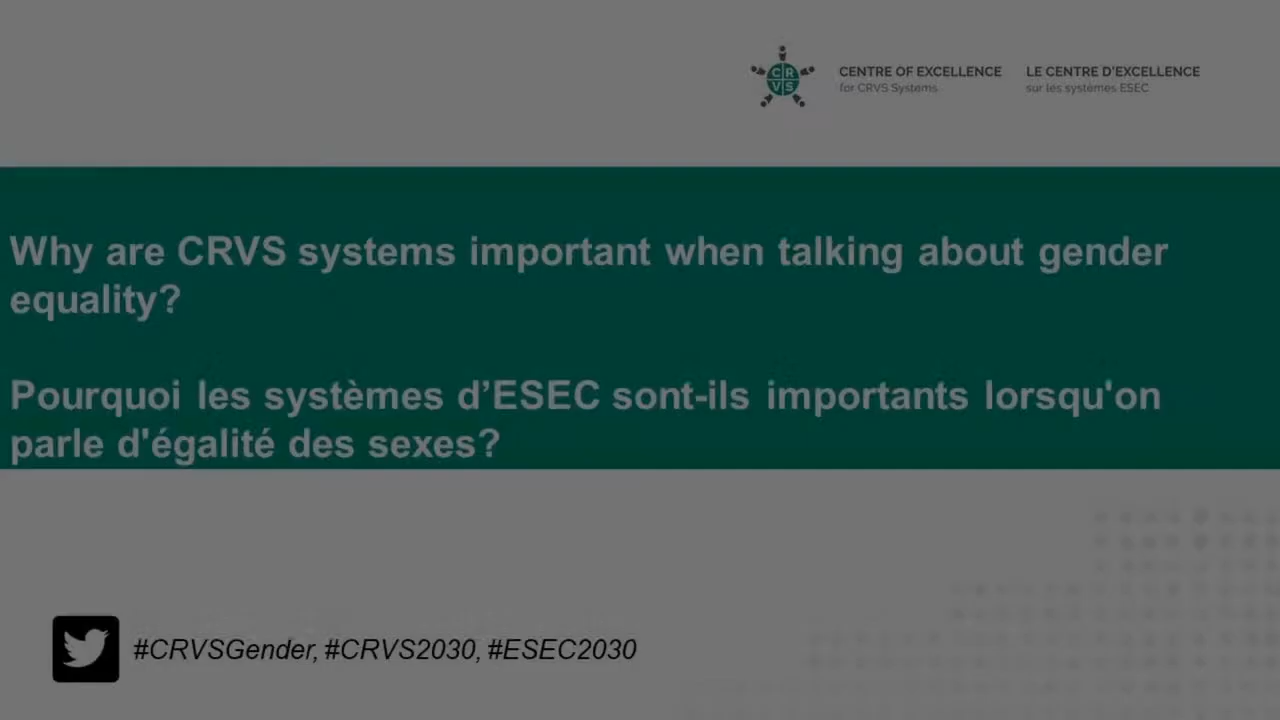 CRVS
CENTRE OF EXCELLENCE
for CRVS Systems
LE CENTRE D'EXCELLENCE
sur les systèmes ESEC
Why are CRVS systems important when talking about gender
equality?
Pourquoi les systèmes d’ESEC sont-ils importants lorsqu'on
parle d'égalité des sexes?
#CRVSGender, #CRVS2030, #ESEC2030